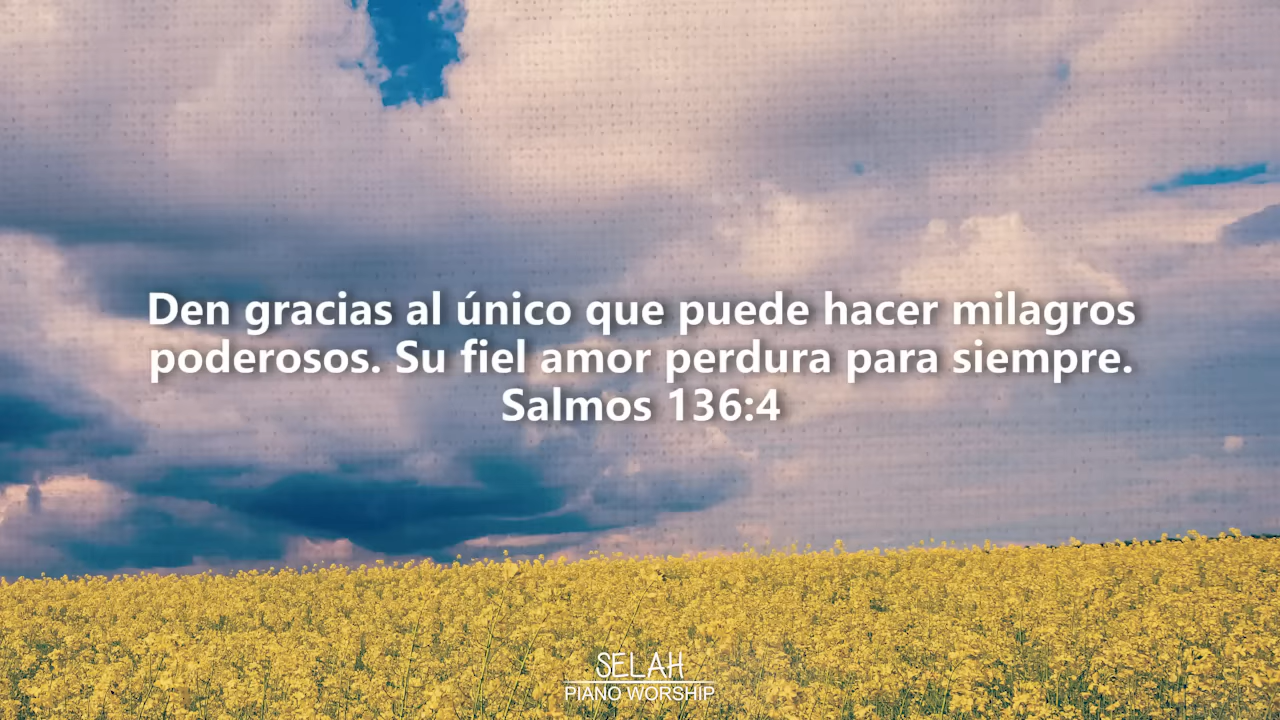 Den gracias al único que puede hacer milagros
poderosos. Su fiel amor perdura para siempre.
Salmos 136:4
SELAH
PIANO WORSHIP